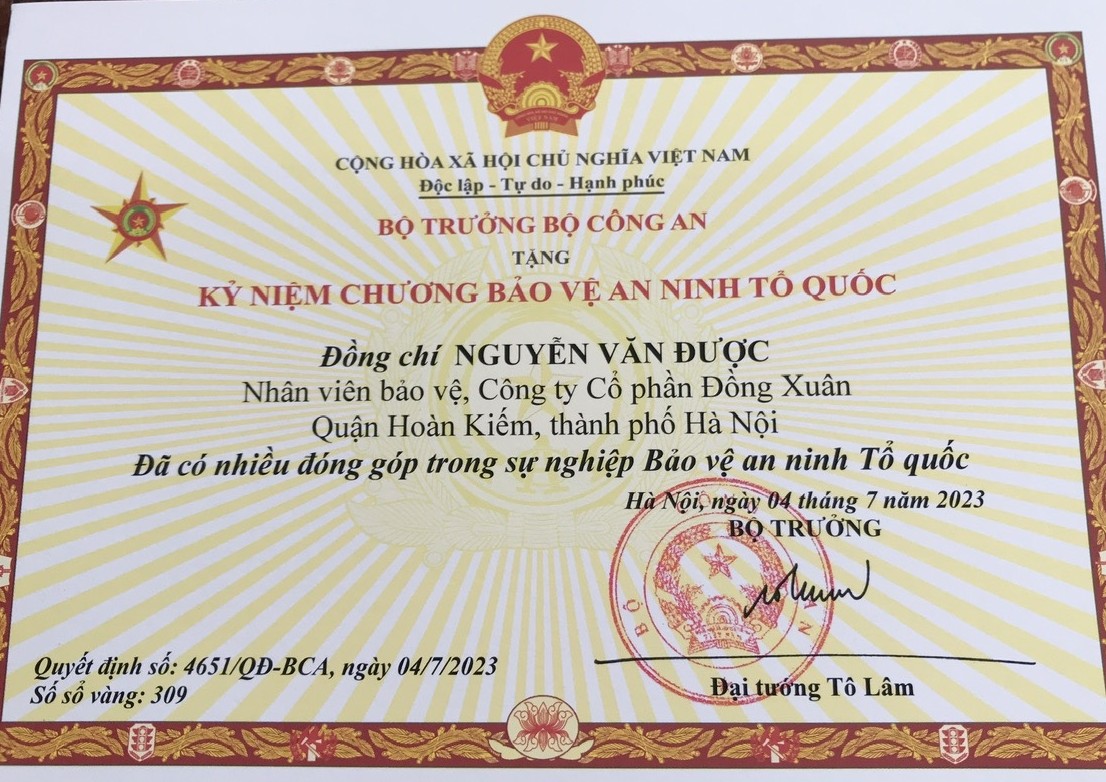 CỘNG HÒA XÃ HỘI CHỦ NGHĨA VIỆT NAM
Độc lập - Tự do - Hạnh phúc
BỘ TRƯỞNG BỘ CÔNG AN
TẶNG
KỶ NIỆM CHƯƠNG BẢO VỆ AN NINH TỔ QUỐC
Đồng chí NGUYỄN VĂN ĐƯỢC
Nhân viên bảo vệ, Công ty Cổ phần Đồng Xuân
Quận Hoàn Kiếm, thành phố Hà Nội
Đã có nhiều đóng góp trong sự nghiệp Bảo vệ an ninh Tổ quốc
Hà Nội, ngày 04 tháng 7 năm 2023
BỘ TRƯỞNG
BỘ
Đại tướng Tô Lâm
Quyết định số: 4651/QĐ-BCA, ngày 04/7/2023
Số sổ vàng: 309